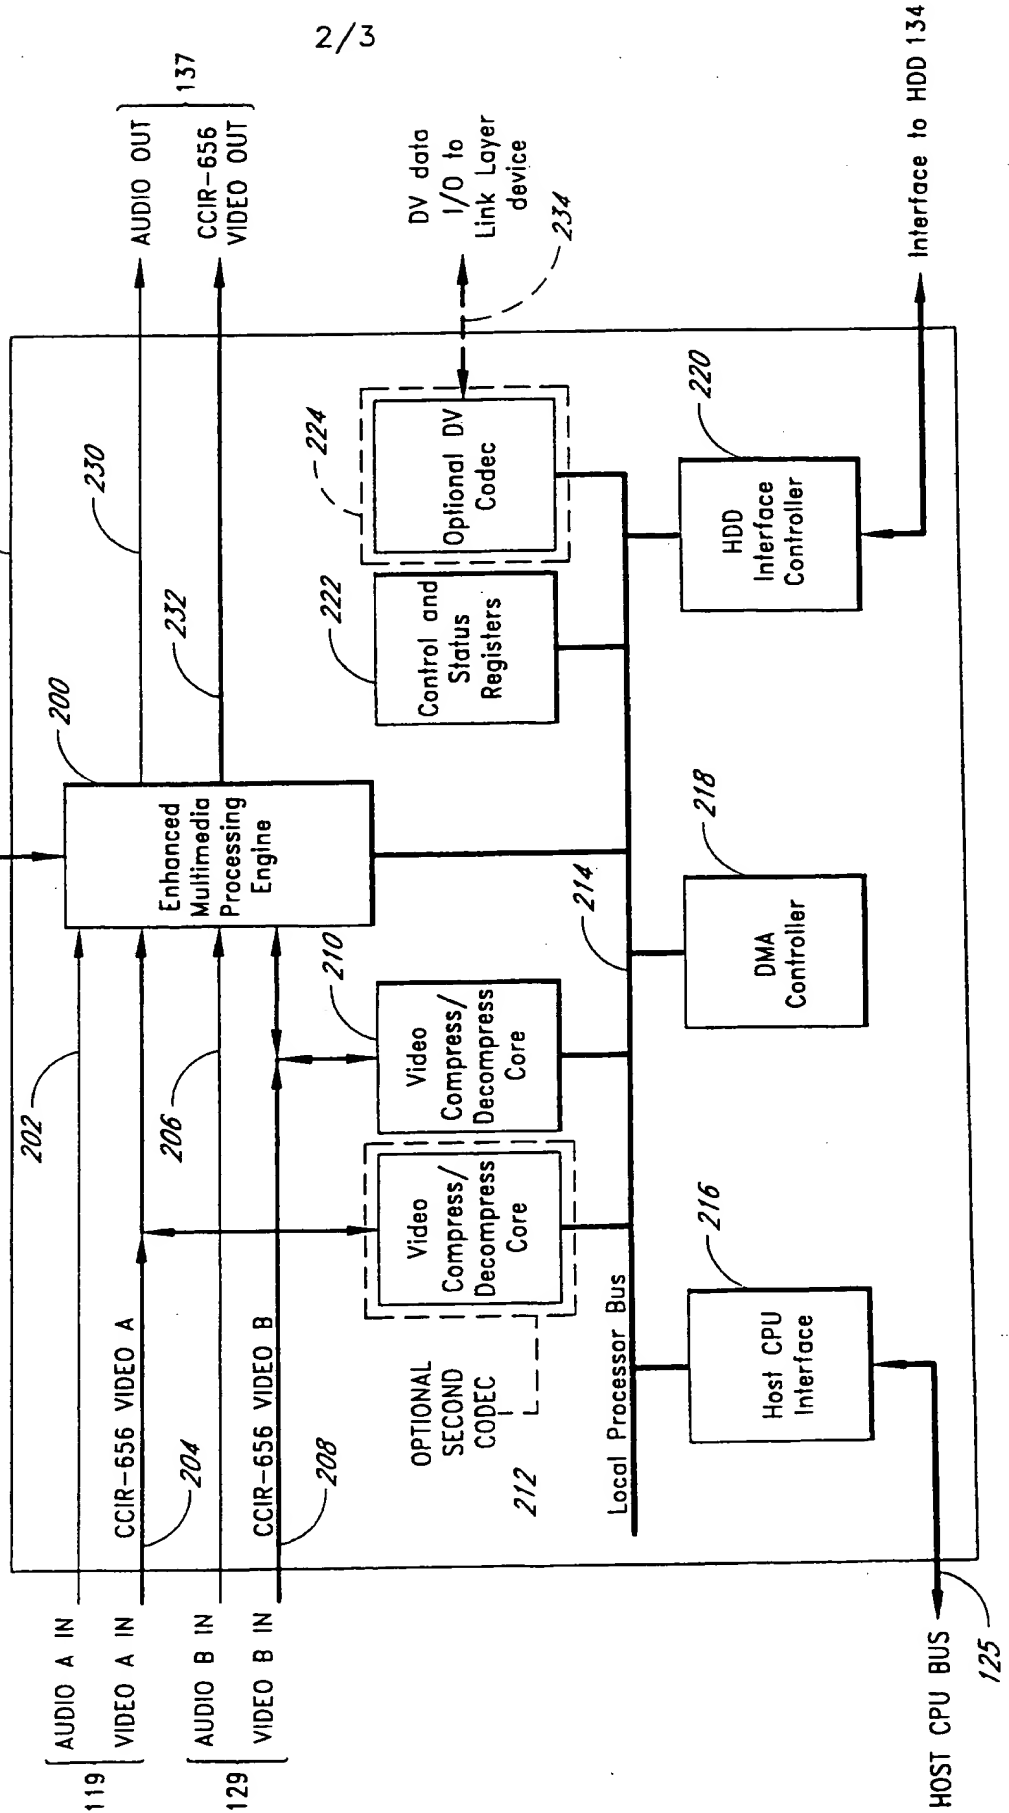 2/3
119
AUDIO A IN
VIDEO A IN
129
AUDIO B IN
VIDEO B IN
CCIR-656 VIDEO A
204
CCIR-656 VIDEO B
208
202
206
Enhanced
Multimedia
Processing
Engine
200
230
232
AUDIO OUT
CCIR-656
VIDEO OUT
137
OPTIONAL
SECOND
CODEC
212
Video
Compress/
Decompress
Core
Video
Compress/
Decompress
Core
210
Control and
Status
Registers
222
Optional DV
Codec
224
DV data
I/O to
Link Layer
device
234
Local Processor Bus
214
Host CPU
Interface
216
DMA
Controller
218
HDD
Interface
Controller
220
HOST CPU BUS
125
Interface to HDD 134